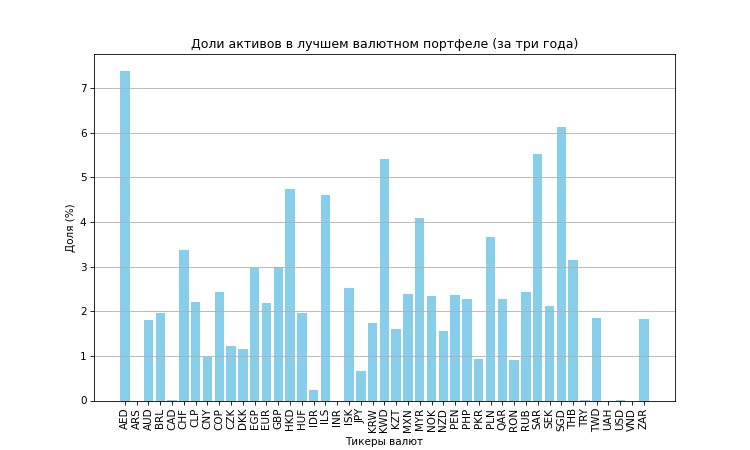 Доли активов в лучшем валютном портфеле (за три года)
Доля (%)
7
6
5
4
3
2
1
0
AED ARS AUD BRL CAD CHF CLP CNY COP CZK DKK EGP EUR GBP HKD HUF IDR ILS INR ISK JPY KRW KWD KZT MXN MYR NOK NZD PEN PHP PKR PLN QAR RON RUB SAR SEK SGD THB TRY TWD UAH USD VND ZAR
Тикеры валют